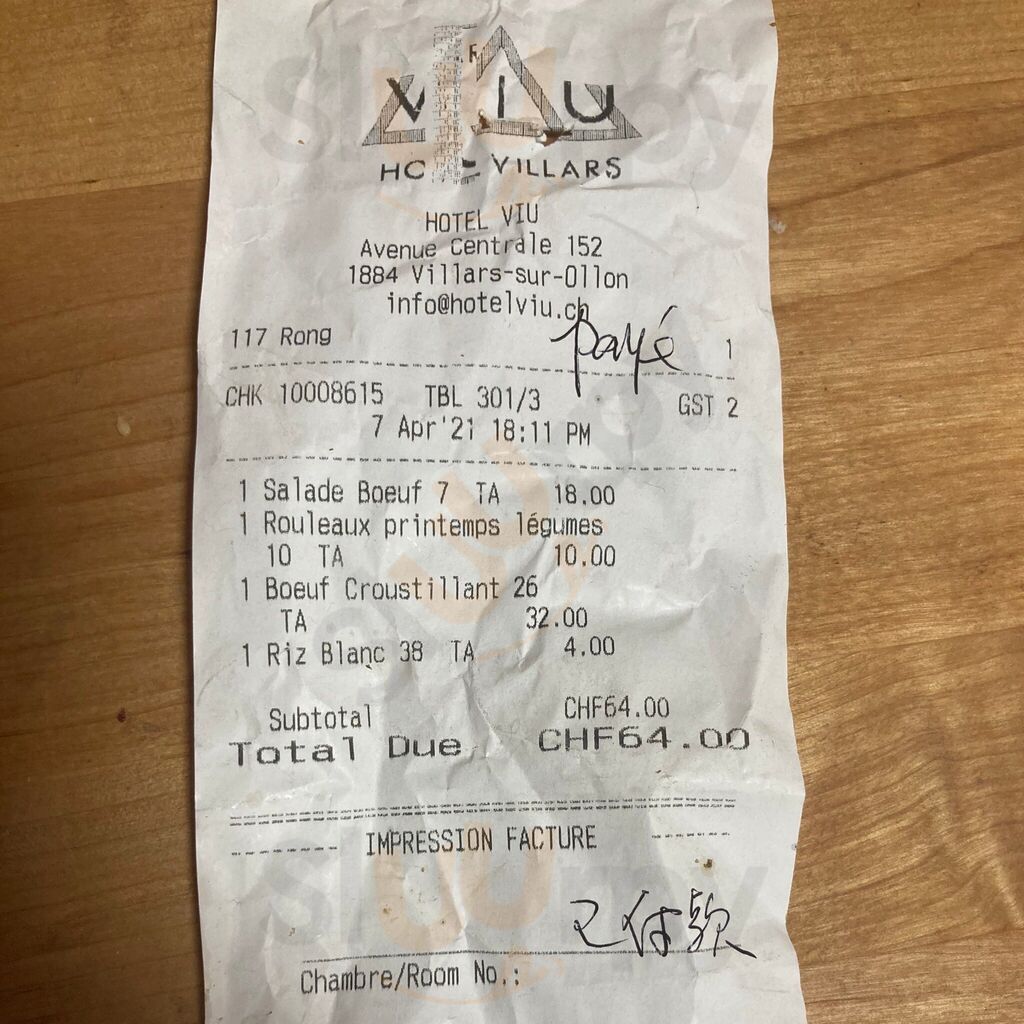 VIU
VILLARS
HOTEL VIU
Avenue Centrale 152
1884 Villars-sur-Ollon
info@hotelviu.ch
117 Rong payé 1
CHK 10008615 TBL 301/3 GST 2
7 Apr'21 18:11 PM
1 Salade Boeuf 7 TA 18.00
1 Rouleaux printemps légumes
10 TA 10.00
1 Boeuf Croustillant 26
TA 32.00
1 Riz Blanc 38 TA 4.00
Subtotal CHF64.00
Total Due CHF64.00
IMPRESSION FACTURE
已付款
Chambre/Room No.: